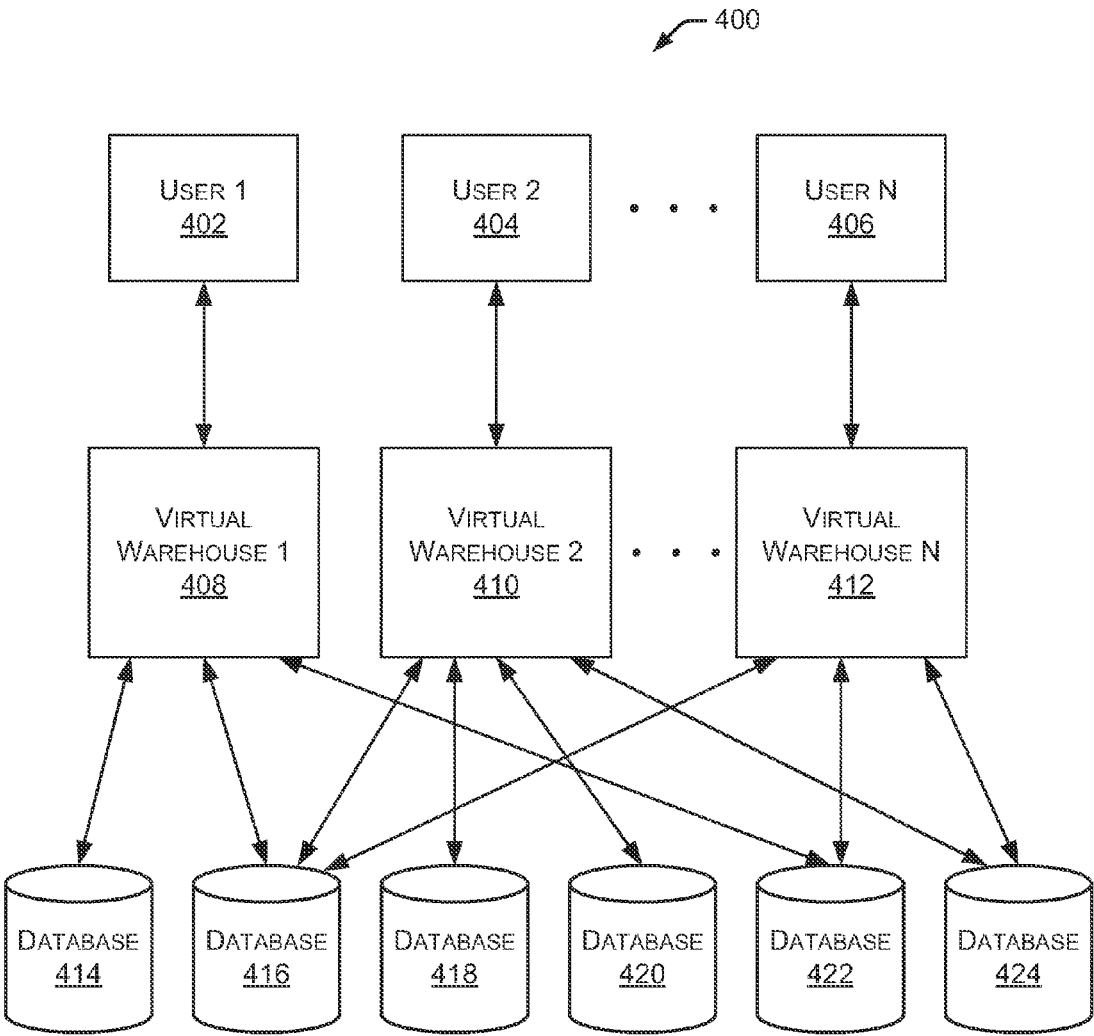 400
USER 1
402
USER 2
404
USER N
406
VIRTUAL
WAREHOUSE 1
408
VIRTUAL
WAREHOUSE 2
410
VIRTUAL
WAREHOUSE N
412
DATABASE
414
DATABASE
416
DATABASE
418
DATABASE
420
DATABASE
422
DATABASE
424